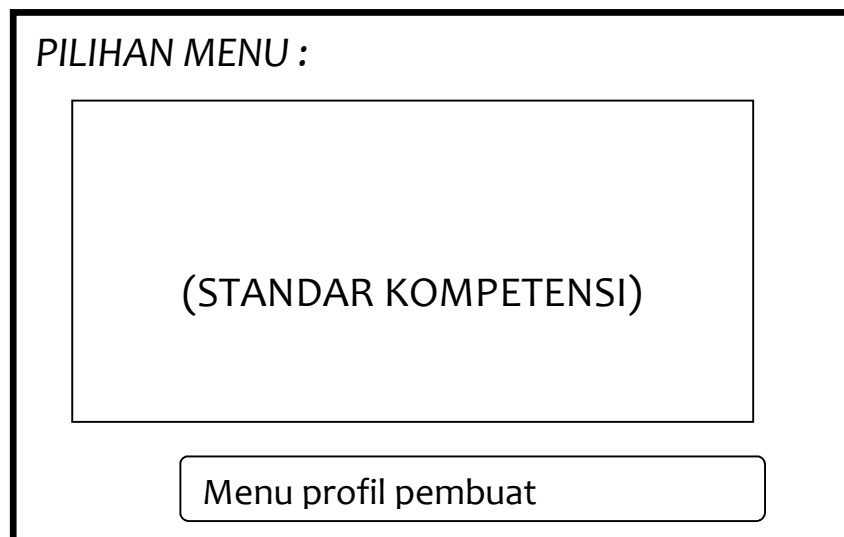 PILIHAN MENU :
(STANDAR KOMPETENSI)
Menu profil pembuat